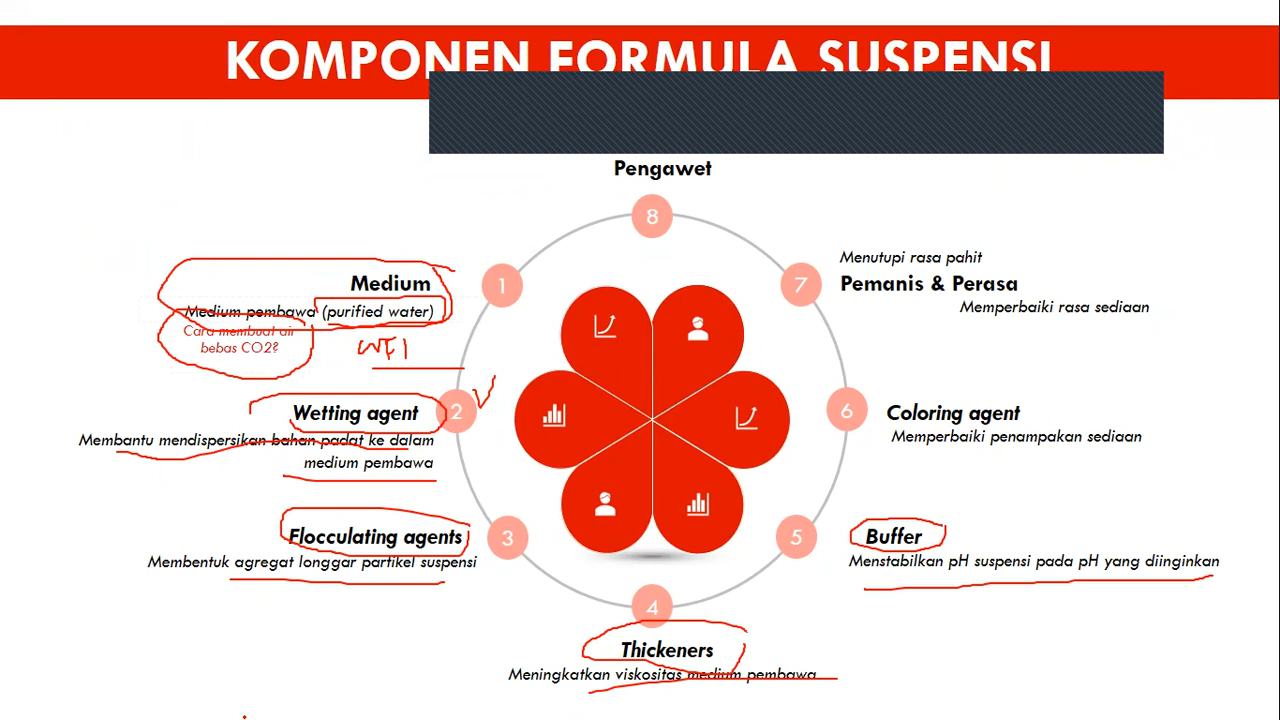 KOMPONEN FORMULA SUSPENSI
Pengawet
8
1
Medium
Medium pembawa (purified water)
Cara membuat air
bebas CO2?
WFI
2
Wetting agent
Membantu mendispersikan bahan padat ke dalam
medium pembawa
3
Flocculating agents
Membentuk agregat longgar partikel suspensi
4
Thickeners
Meningkatkan viskositas medium pembawa
5
Buffer
Menstabilkan pH suspensi pada pH yang diinginkan
6
Coloring agent
Memperbaiki penampakan sediaan
7
Menutupi rasa pahit
Pemanis & Perasa
Memperbaiki rasa sediaan